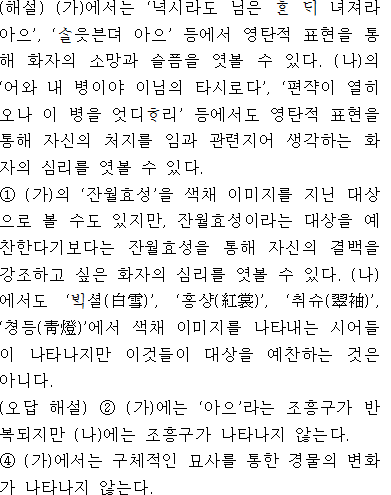 (해설) (가)에서는 ‘넉시라도 님은 ᄒᆞᆫ ᄃᆡ 녀져라
아으’, ‘슬읏븐뎌 아으’ 등에서 영탄적 표현을 통
해 화자의 소망과 슬픔을 엿볼 수 있다. (나)의
‘어와 내 병이야 이님의 타시로다’, ‘편쟉이 열히
오나 이 병을 엇디ᄒᆞ리’ 등에서도 영탄적 표현을
통해 자신의 처지를 임과 관련지어 생각하는 화
자의 심리를 엿볼 수 있다.
① (가)의 ‘잔월효성’을 색채 이미지를 지닌 대상
으로 볼 수도 있지만, 잔월효성이라는 대상을 예
찬한다기보다는 잔월효성을 통해 자신의 결백을
강조하고 싶은 화자의 심리를 엿볼 수 있다. (나)
에서도 ‘ᄇᆡᆨ셜(白雪)’, ‘홍샹(紅裳)’, ‘취슈(翠袖)’,
‘쳥등(靑燈)’에서 색채 이미지를 나타내는 시어들
이 나타나지만 이것들이 대상을 예찬하는 것은
아니다.
(오답 해설) ② (가)에는 ‘아으’라는 조흥구가 반
복되지만 (나)에는 조흥구가 나타나지 않는다.
④ (가)에서는 구체적인 묘사를 통한 경물의 변화
가 나타나지 않는다.